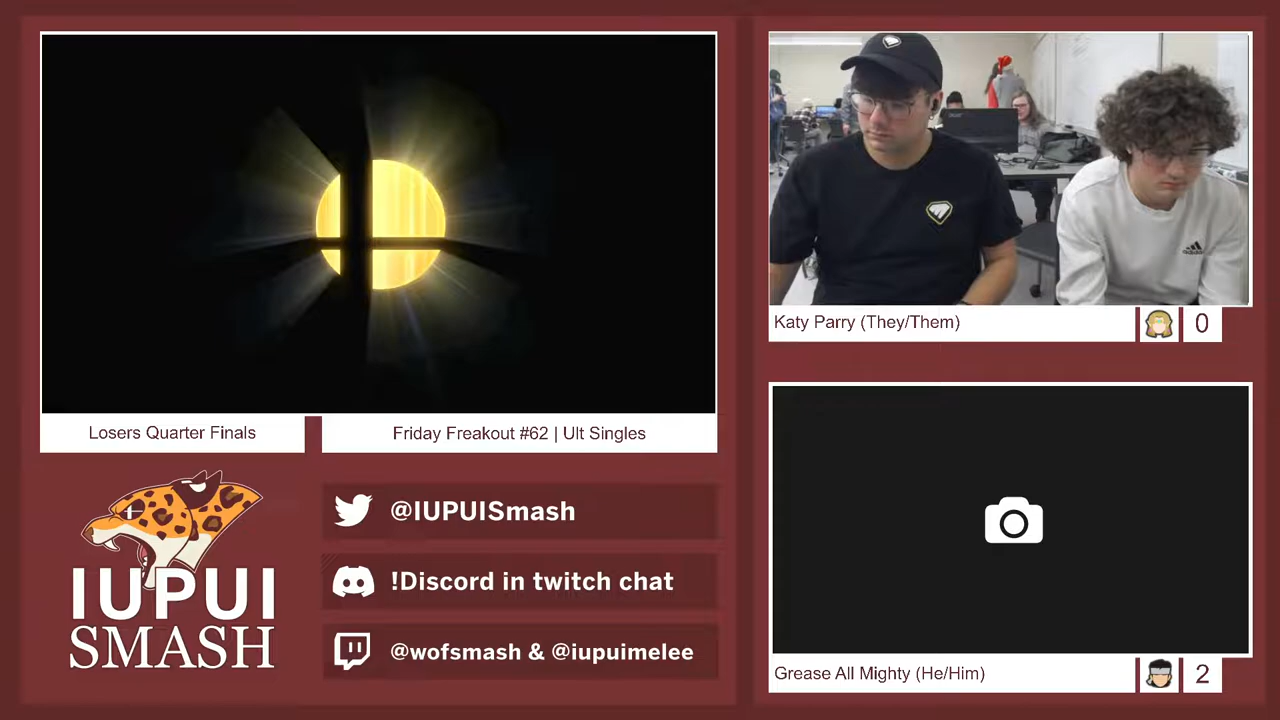 Katy Parry (They/Them)
0
Losers Quarter Finals
Friday Freakout #62 | Ult Singles
@IUPUISmash
!Discord in twitch chat
@wofsmash & @iupuimelee
IUPUI
SMASH
Grease All Mighty (He/Him)
2
adidas